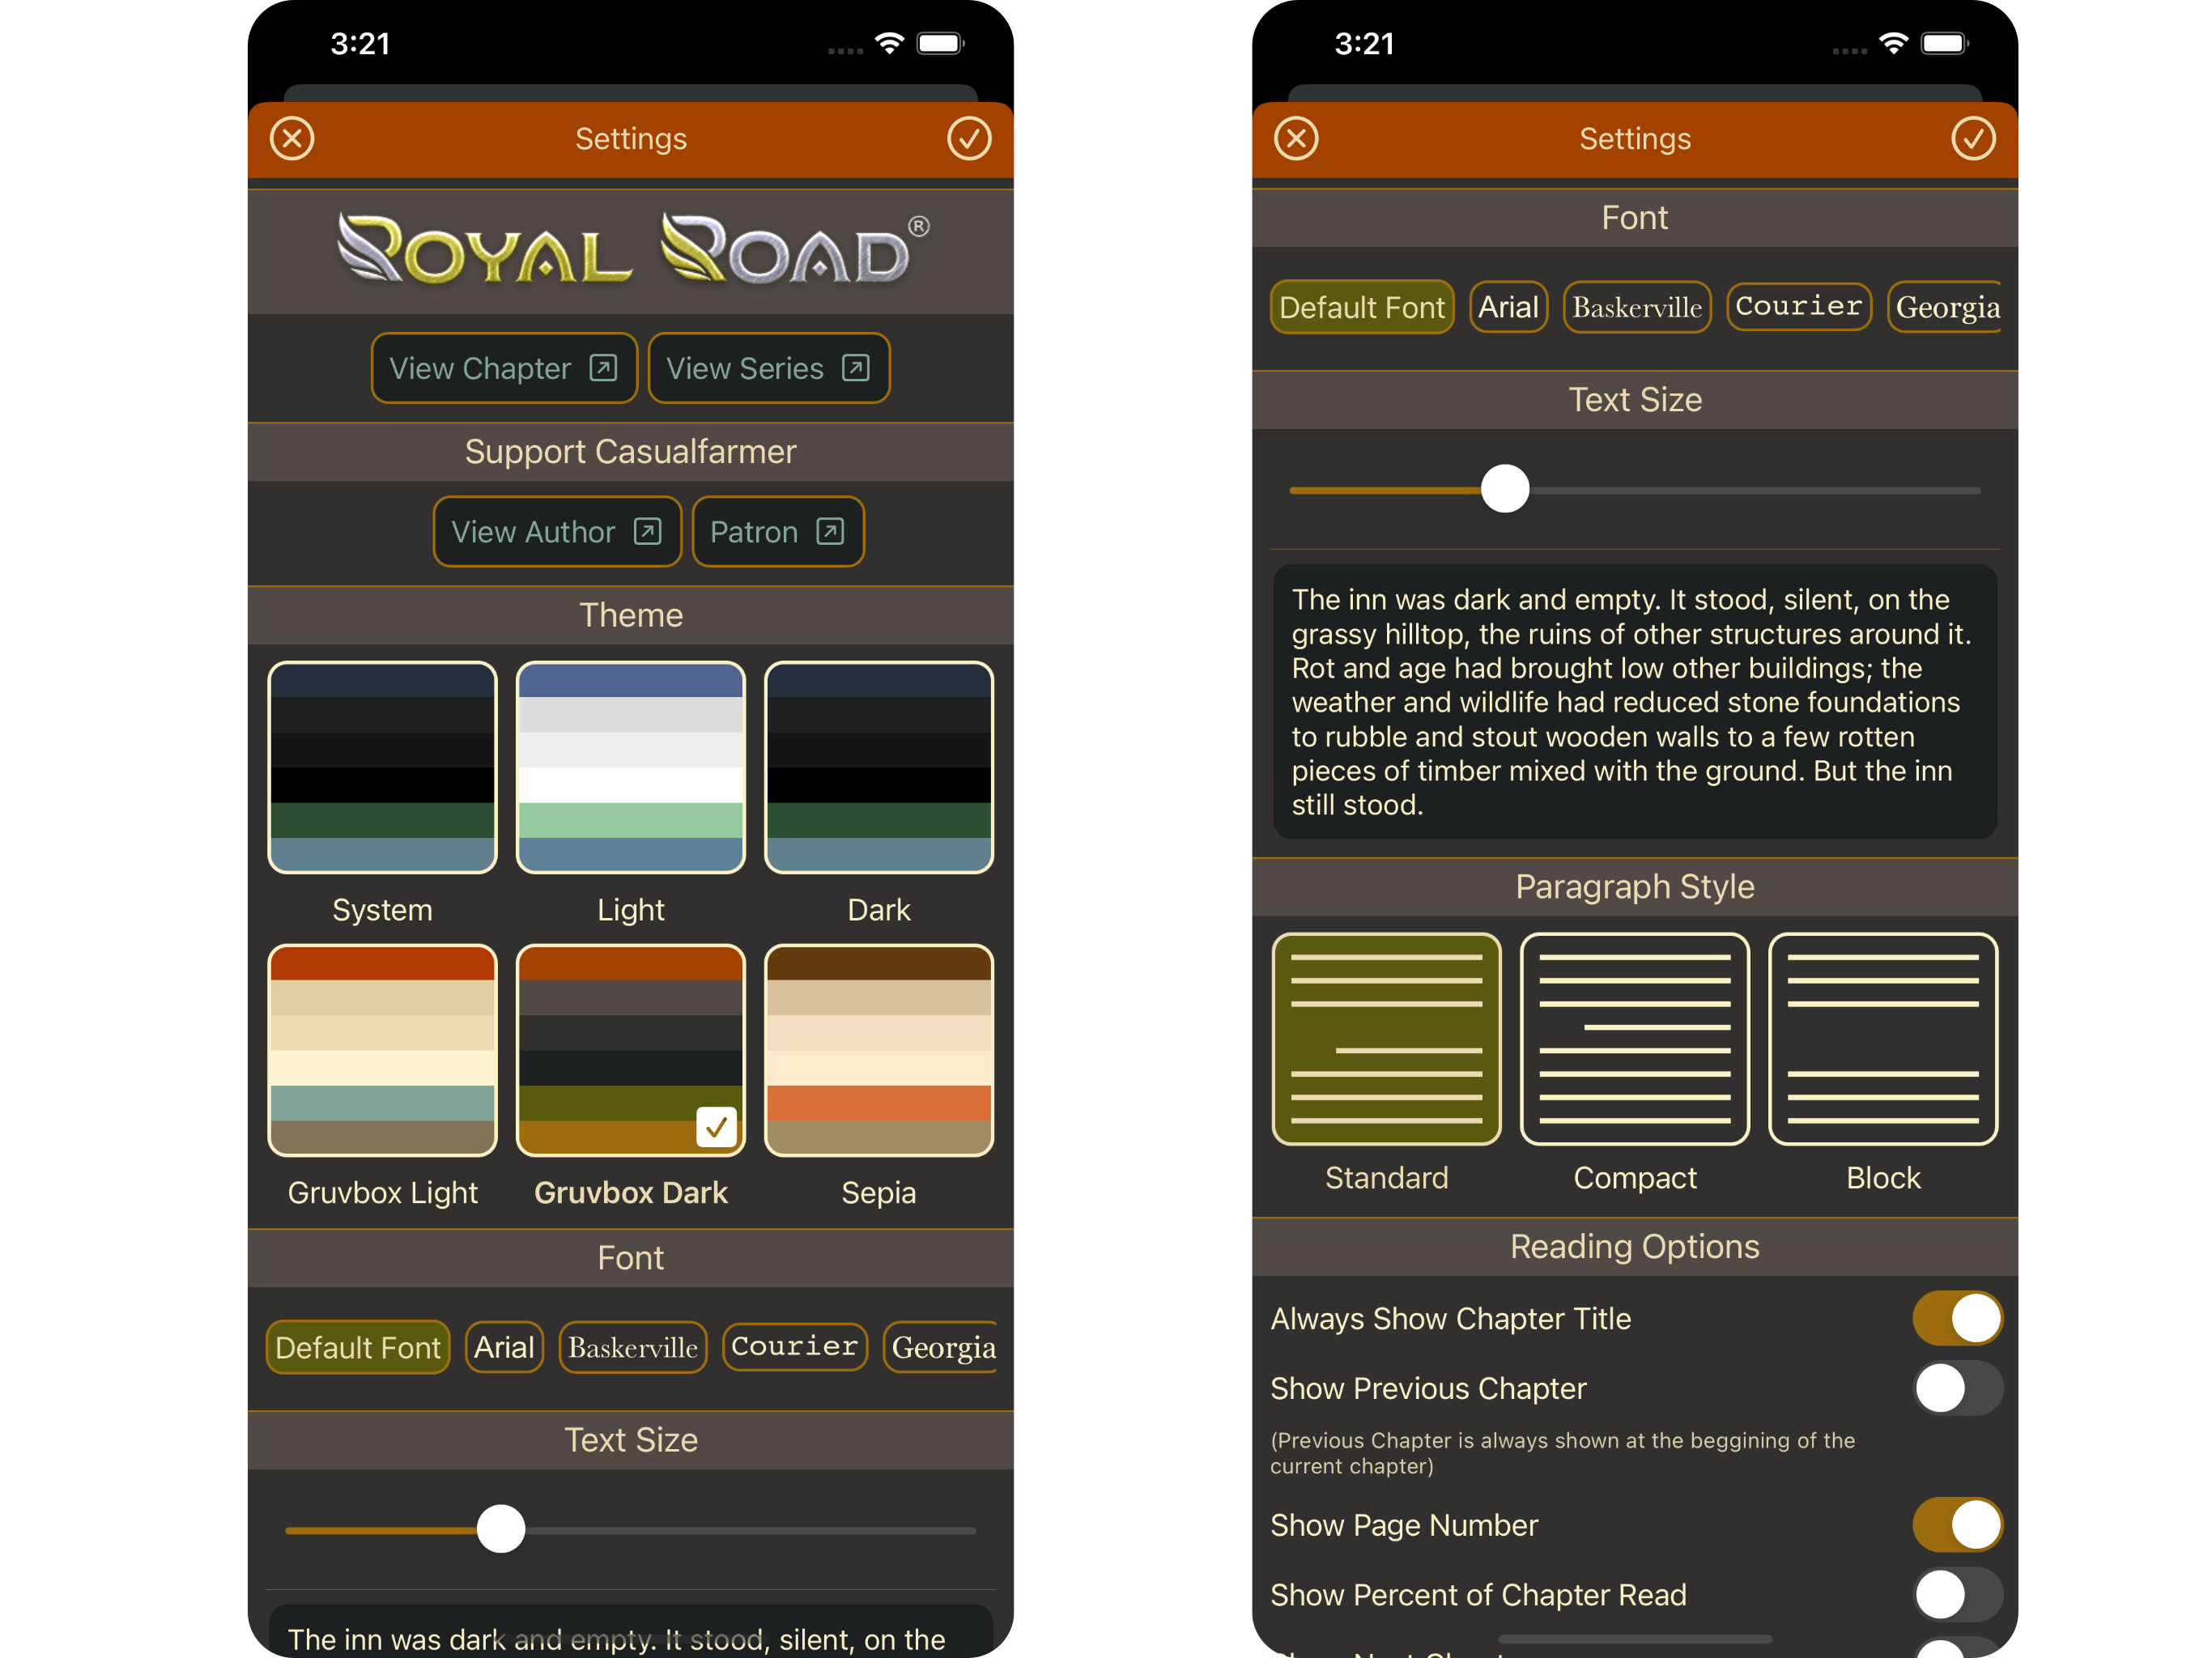 3:21
Settings
ROYAL ROAD®
View Chapter
View Series
Support Casualfarmer
View Author
Patron
Theme
System
Light
Dark
Gruvbox Light
Gruvbox Dark
Sepia
Font
Default Font
Arial
Baskerville
Courier
Georgia
Text Size
The inn was dark and empty. It stood, silent, on the
3:21
Settings
Font
Default Font
Arial
Baskerville
Courier
Georgia
Text Size
The inn was dark and empty. It stood, silent, on the
grassy hilltop, the ruins of other structures around it.
Rot and age had brought low other buildings; the
weather and wildlife had reduced stone foundations
to rubble and stout wooden walls to a few rotten
pieces of timber mixed with the ground. But the inn
still stood.
Paragraph Style
Standard
Compact
Block
Reading Options
Always Show Chapter Title
Show Previous Chapter
(Previous Chapter is always shown at the beggining of the
current chapter)
Show Page Number
Show Percent of Chapter Read